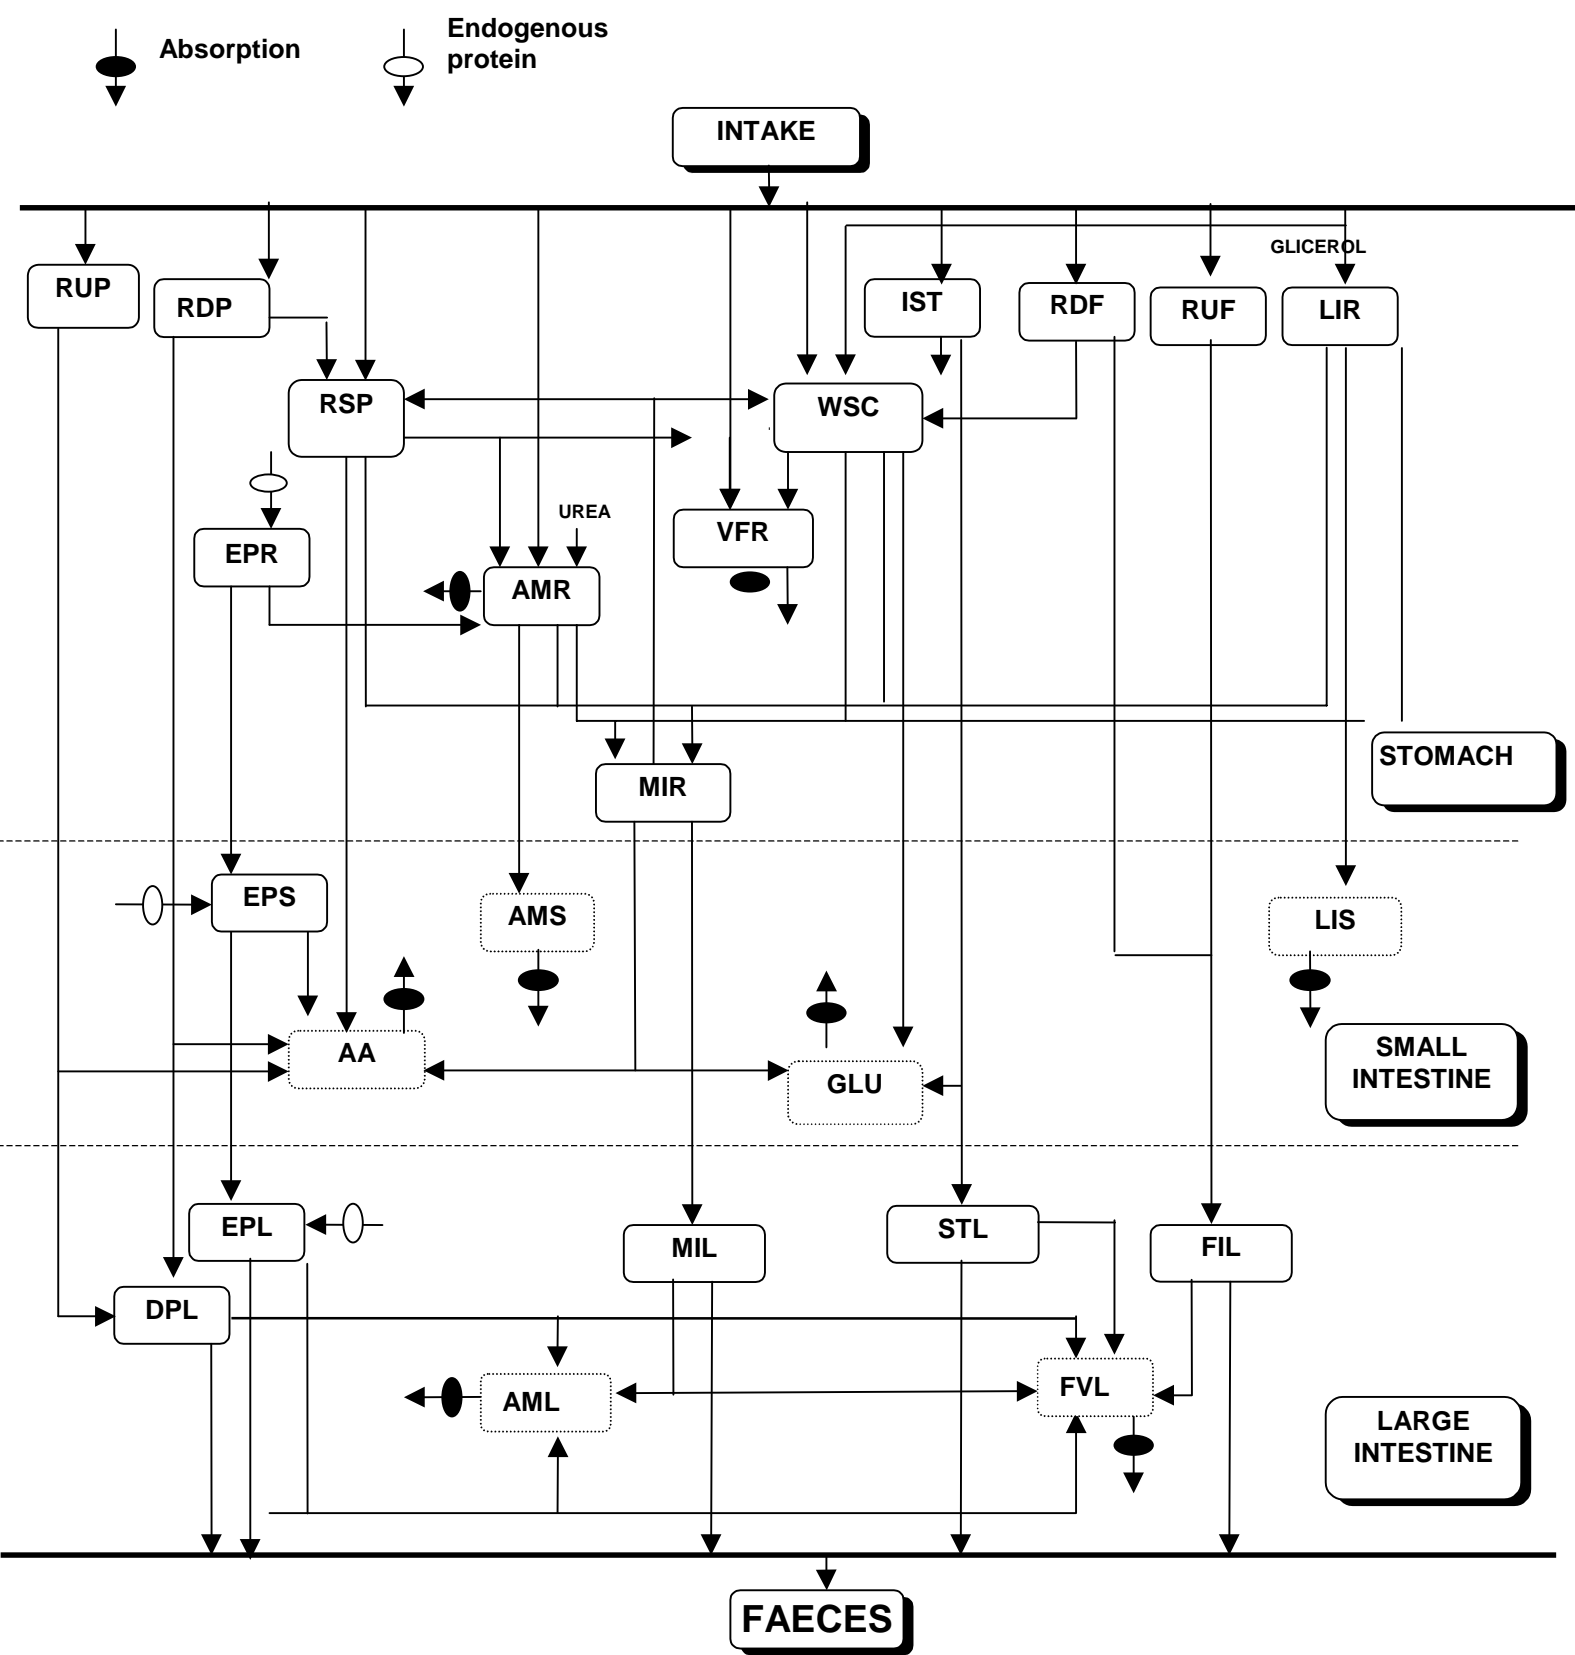 Absorption
Endogenous
protein
INTAKE
GLICEROL
RUP
RDP
IST
RDF
RUF
LIR
RSP
WSC
UREA
VFR
EPR
AMR
STOMACH
MIR
EPS
AMS
LIS
AA
GLU
SMALL
INTESTINE
EPL
MIL
STL
FIL
DPL
AML
FVL
LARGE
INTESTINE
FAECES